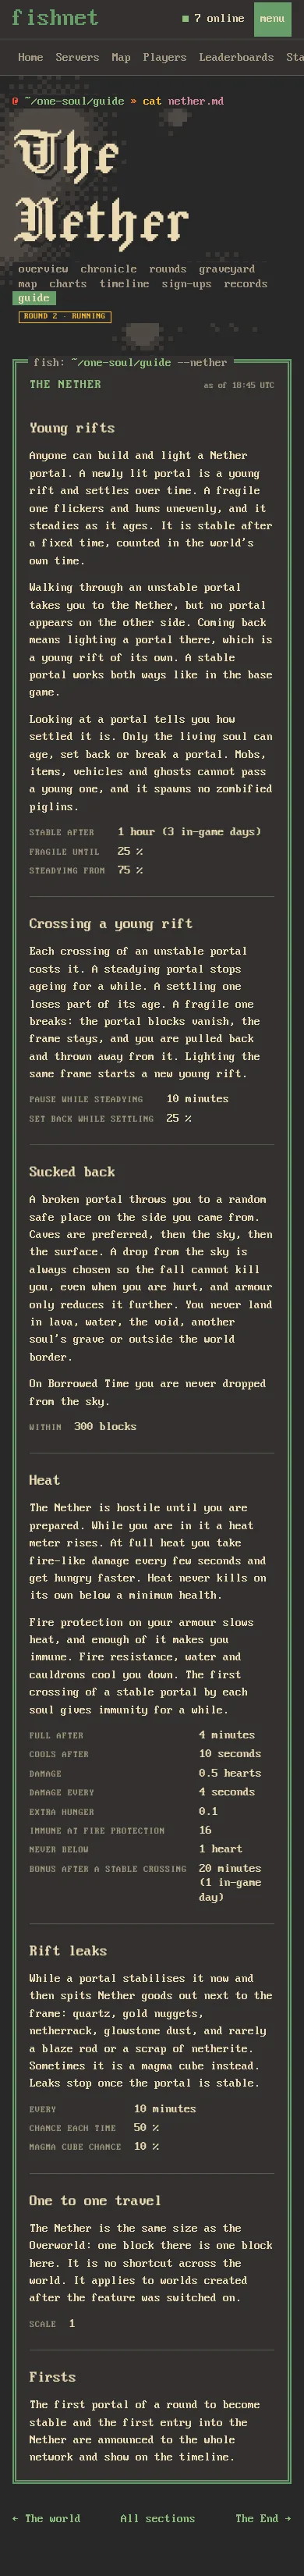 fishnet
7 online
menu
Home Servers Map Players Leaderboards Sta
@ ~/one-soul/guide » cat nether.md
The
Nether
overview chronicle rounds graveyard
map charts timeline sign-ups records
guide
ROUND 2 · RUNNING
fish: ~/one-soul/guide --nether
THE NETHER as of 18:45 UTC
Young rifts
Anyone can build and light a Nether
portal. A newly lit portal is a young
rift and settles over time. A fragile
one flickers and hums unevenly, and it
steadies as it ages. It is stable after
a fixed time, counted in the world's
own time.
Walking through an unstable portal
takes you to the Nether, but no portal
appears on the other side. Coming back
means lighting a portal there, which is
a young rift of its own. A stable
portal works both ways like in the base
game.
Looking at a portal tells you how
settled it is. Only the living soul can
age, set back or break a portal. Mobs,
items, vehicles and ghosts cannot pass
a young one, and it spawns no zombified
piglins.
STABLE AFTER 1 hour (3 in-game days)
FRAGILE UNTIL 25 %
STEADYING FROM 75 %
Crossing a young rift
Each crossing of an unstable portal
costs it. A steadying portal stops
ageing for a while. A settling one
loses part of its age. A fragile one
breaks: the portal blocks vanish, the
frame stays, and you are pulled back
and thrown away from it. Lighting the
same frame starts a new young rift.
PAUSE WHILE STEADYING 10 minutes
SET BACK WHILE SETTLING 25 %
Sucked back
A broken portal throws you to a random
safe place on the side you came from.
Caves are preferred, then the sky, then
the surface. A drop from the sky is
always chosen so the fall cannot kill
you, even when you are hurt, and armour
only reduces it further. You never land
in lava, water, the void, another
soul's grave or outside the world
border.
On Borrowed Time you are never dropped
from the sky.
WITHIN 300 blocks
Heat
The Nether is hostile until you are
prepared. While you are in it a heat
meter rises. At full heat you take
fire-like damage every few seconds and
get hungry faster. Heat never kills on
its own below a minimum health.
Fire protection on your armour slows
heat, and enough of it makes you
immune. Fire resistance, water and
cauldrons cool you down. The first
crossing of a stable portal by each
soul gives immunity for a while.
FULL AFTER 4 minutes
COOLS AFTER 10 seconds
DAMAGE 0.5 hearts
DAMAGE EVERY 4 seconds
EXTRA HUNGER 0.1
IMMUNE AT FIRE PROTECTION 16
NEVER BELOW 1 heart
BONUS AFTER A STABLE CROSSING 20 minutes
(1 in-game
day)
Rift leaks
While a portal stabilises it now and
then spits Nether goods out next to the
frame: quartz, gold nuggets,
netherrack, glowstone dust, and rarely
a blaze rod or a scrap of netherite.
Sometimes it is a magma cube instead.
Leaks stop once the portal is stable.
EVERY 10 minutes
CHANCE EACH TIME 50 %
MAGMA CUBE CHANCE 10 %
One to one travel
The Nether is the same size as the
Overworld: one block there is one block
here. It is no shortcut across the
world. It applies to worlds created
after the feature was switched on.
SCALE 1
Firsts
The first portal of a round to become
stable and the first entry into the
Nether are announced to the whole
network and show on the timeline.
← The world All sections The End →